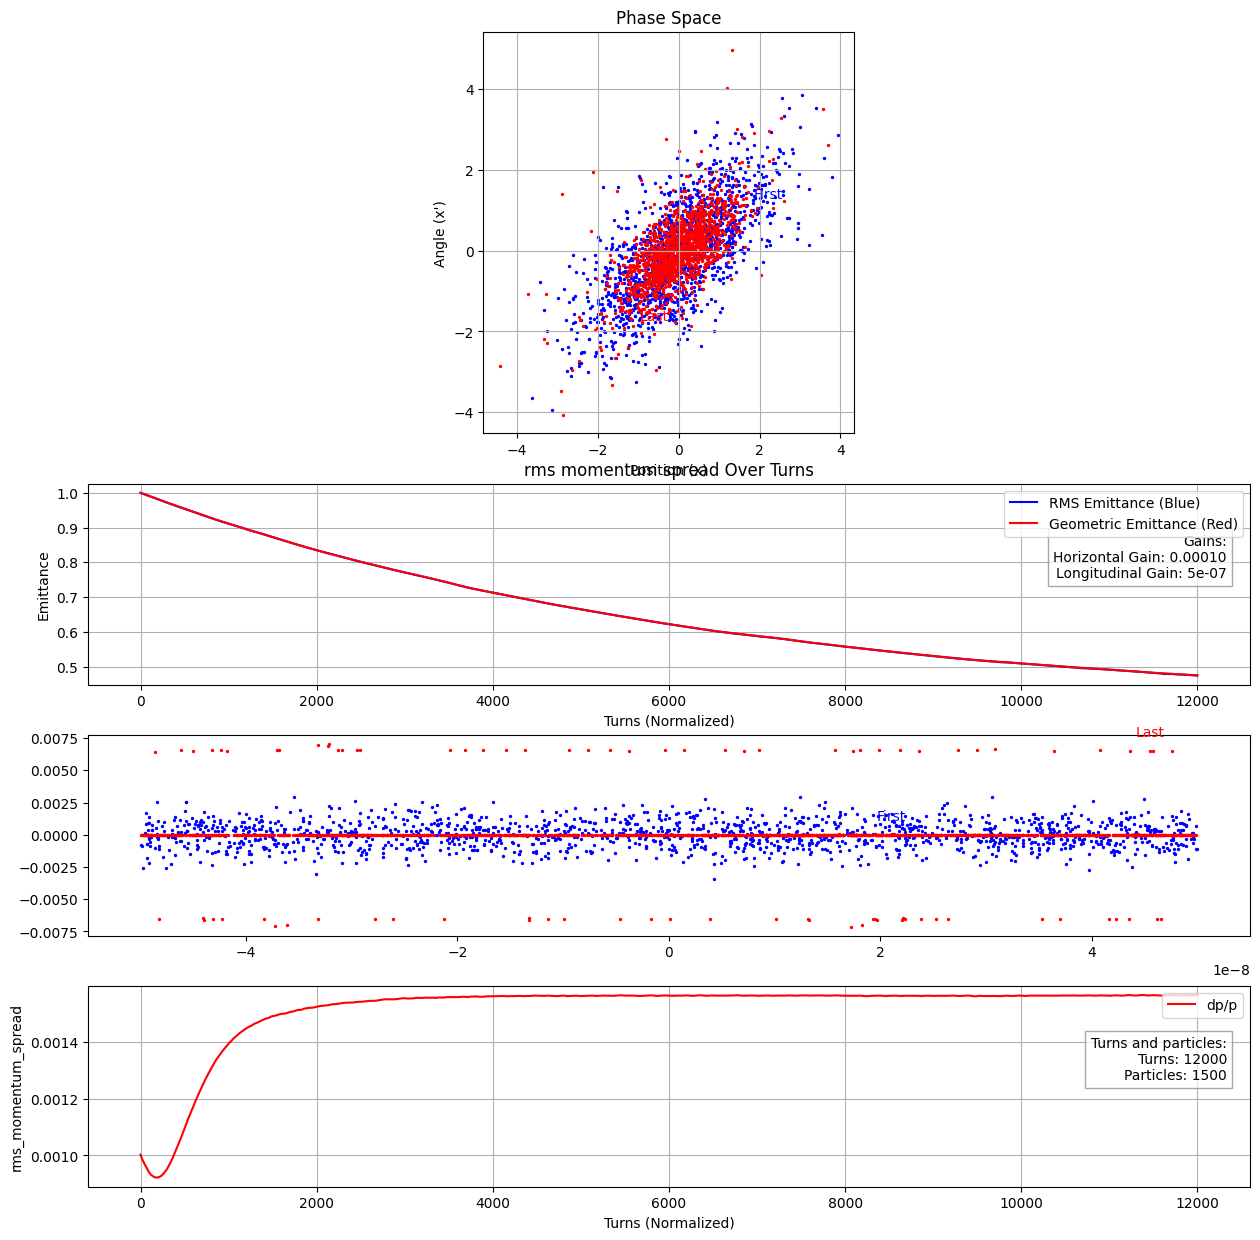 Phase Space
4
2
0
−2
−4
Angle (x')
First
Last
−4
−2
0
2
4
Position (x)
rms momentum spread Over Turns
1.0
0.9
0.8
0.7
0.6
0.5
Emittance
RMS Emittance (Blue)
Geometric Emittance (Red)
Gains:
Horizontal Gain: 0.00010
Longitudinal Gain: 5e-07
0
2000
4000
6000
8000
10000
12000
Turns (Normalized)
Last
0.0075
0.0050
0.0025
0.0000
−0.0025
−0.0050
−0.0075
First
−4
−2
0
2
4
1e−8
0.0014
0.0012
0.0010
rms_momentum_spread
dp/p
Turns and particles:
Turns: 12000
Particles: 1500
0
2000
4000
6000
8000
10000
12000
Turns (Normalized)